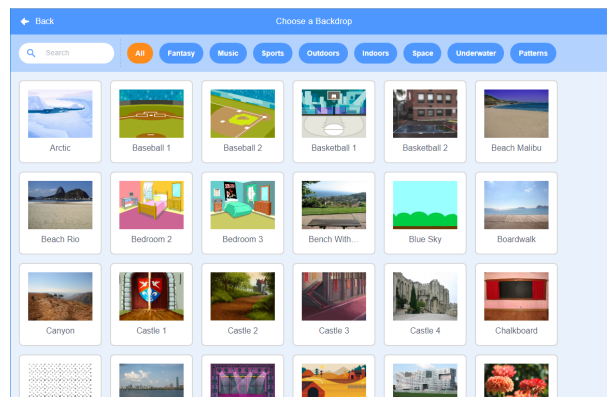 Back
Choose a Backdrop
Search
All Fantasy Music Sports Outdoors Indoors Space Underwater Patterns
Arctic Baseball 1 Baseball 2 Basketball 1 Basketball 2 Beach Malibu
Beach Rio Bedroom 2 Bedroom 3 Bench With... Blue Sky Boardwalk
Canyon Castle 1 Castle 2 Castle 3 Castle 4 Chalkboard